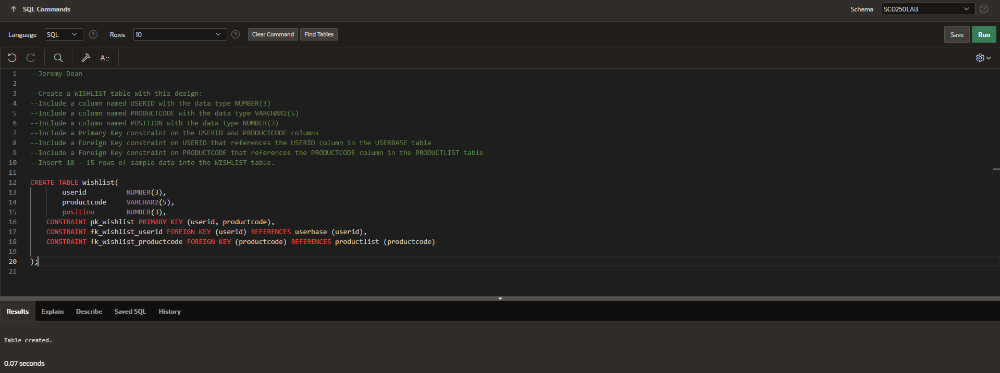 SQL Commands
Schema SCD250LAB
Language SQL Rows 10 Clear Command Find Tables Save Run
A::
1 --Jeremy Dean
2
3 --Create a WISHLIST table with this design:
4 --Include a column named USERID with the data type NUMBER(3)
5 --Include a column named PRODUCTCODE with the data type VARCHAR2(5)
6 --Include a column named POSITION with the data type NUMBER(3)
7 --Include a Primary Key constraint on the USERID and PRODUCTCODE columns
8 --Include a Foreign Key constraint on USERID that references the USERID column in the USERBASE table
9 --Include a Foreign Key constraint on PRODUCTCODE that references the PRODUCTCODE column in the PRODUCTLIST table
10 --Insert 10 - 15 rows of sample data into the WISHLIST table.
11
12 CREATE TABLE wishlist(
13 userid NUMBER(3),
14 productcode VARCHAR2(5),
15 position NUMBER(3),
16 CONSTRAINT pk_wishlist PRIMARY KEY (userid, productcode),
17 CONSTRAINT fk_wishlist_userid FOREIGN KEY (userid) REFERENCES userbase (userid),
18 CONSTRAINT fk_wishlist_productcode FOREIGN KEY (productcode) REFERENCES productlist (productcode)
19
20 );
21
Results Explain Describe Saved SQL History
Table created.
0.07 seconds